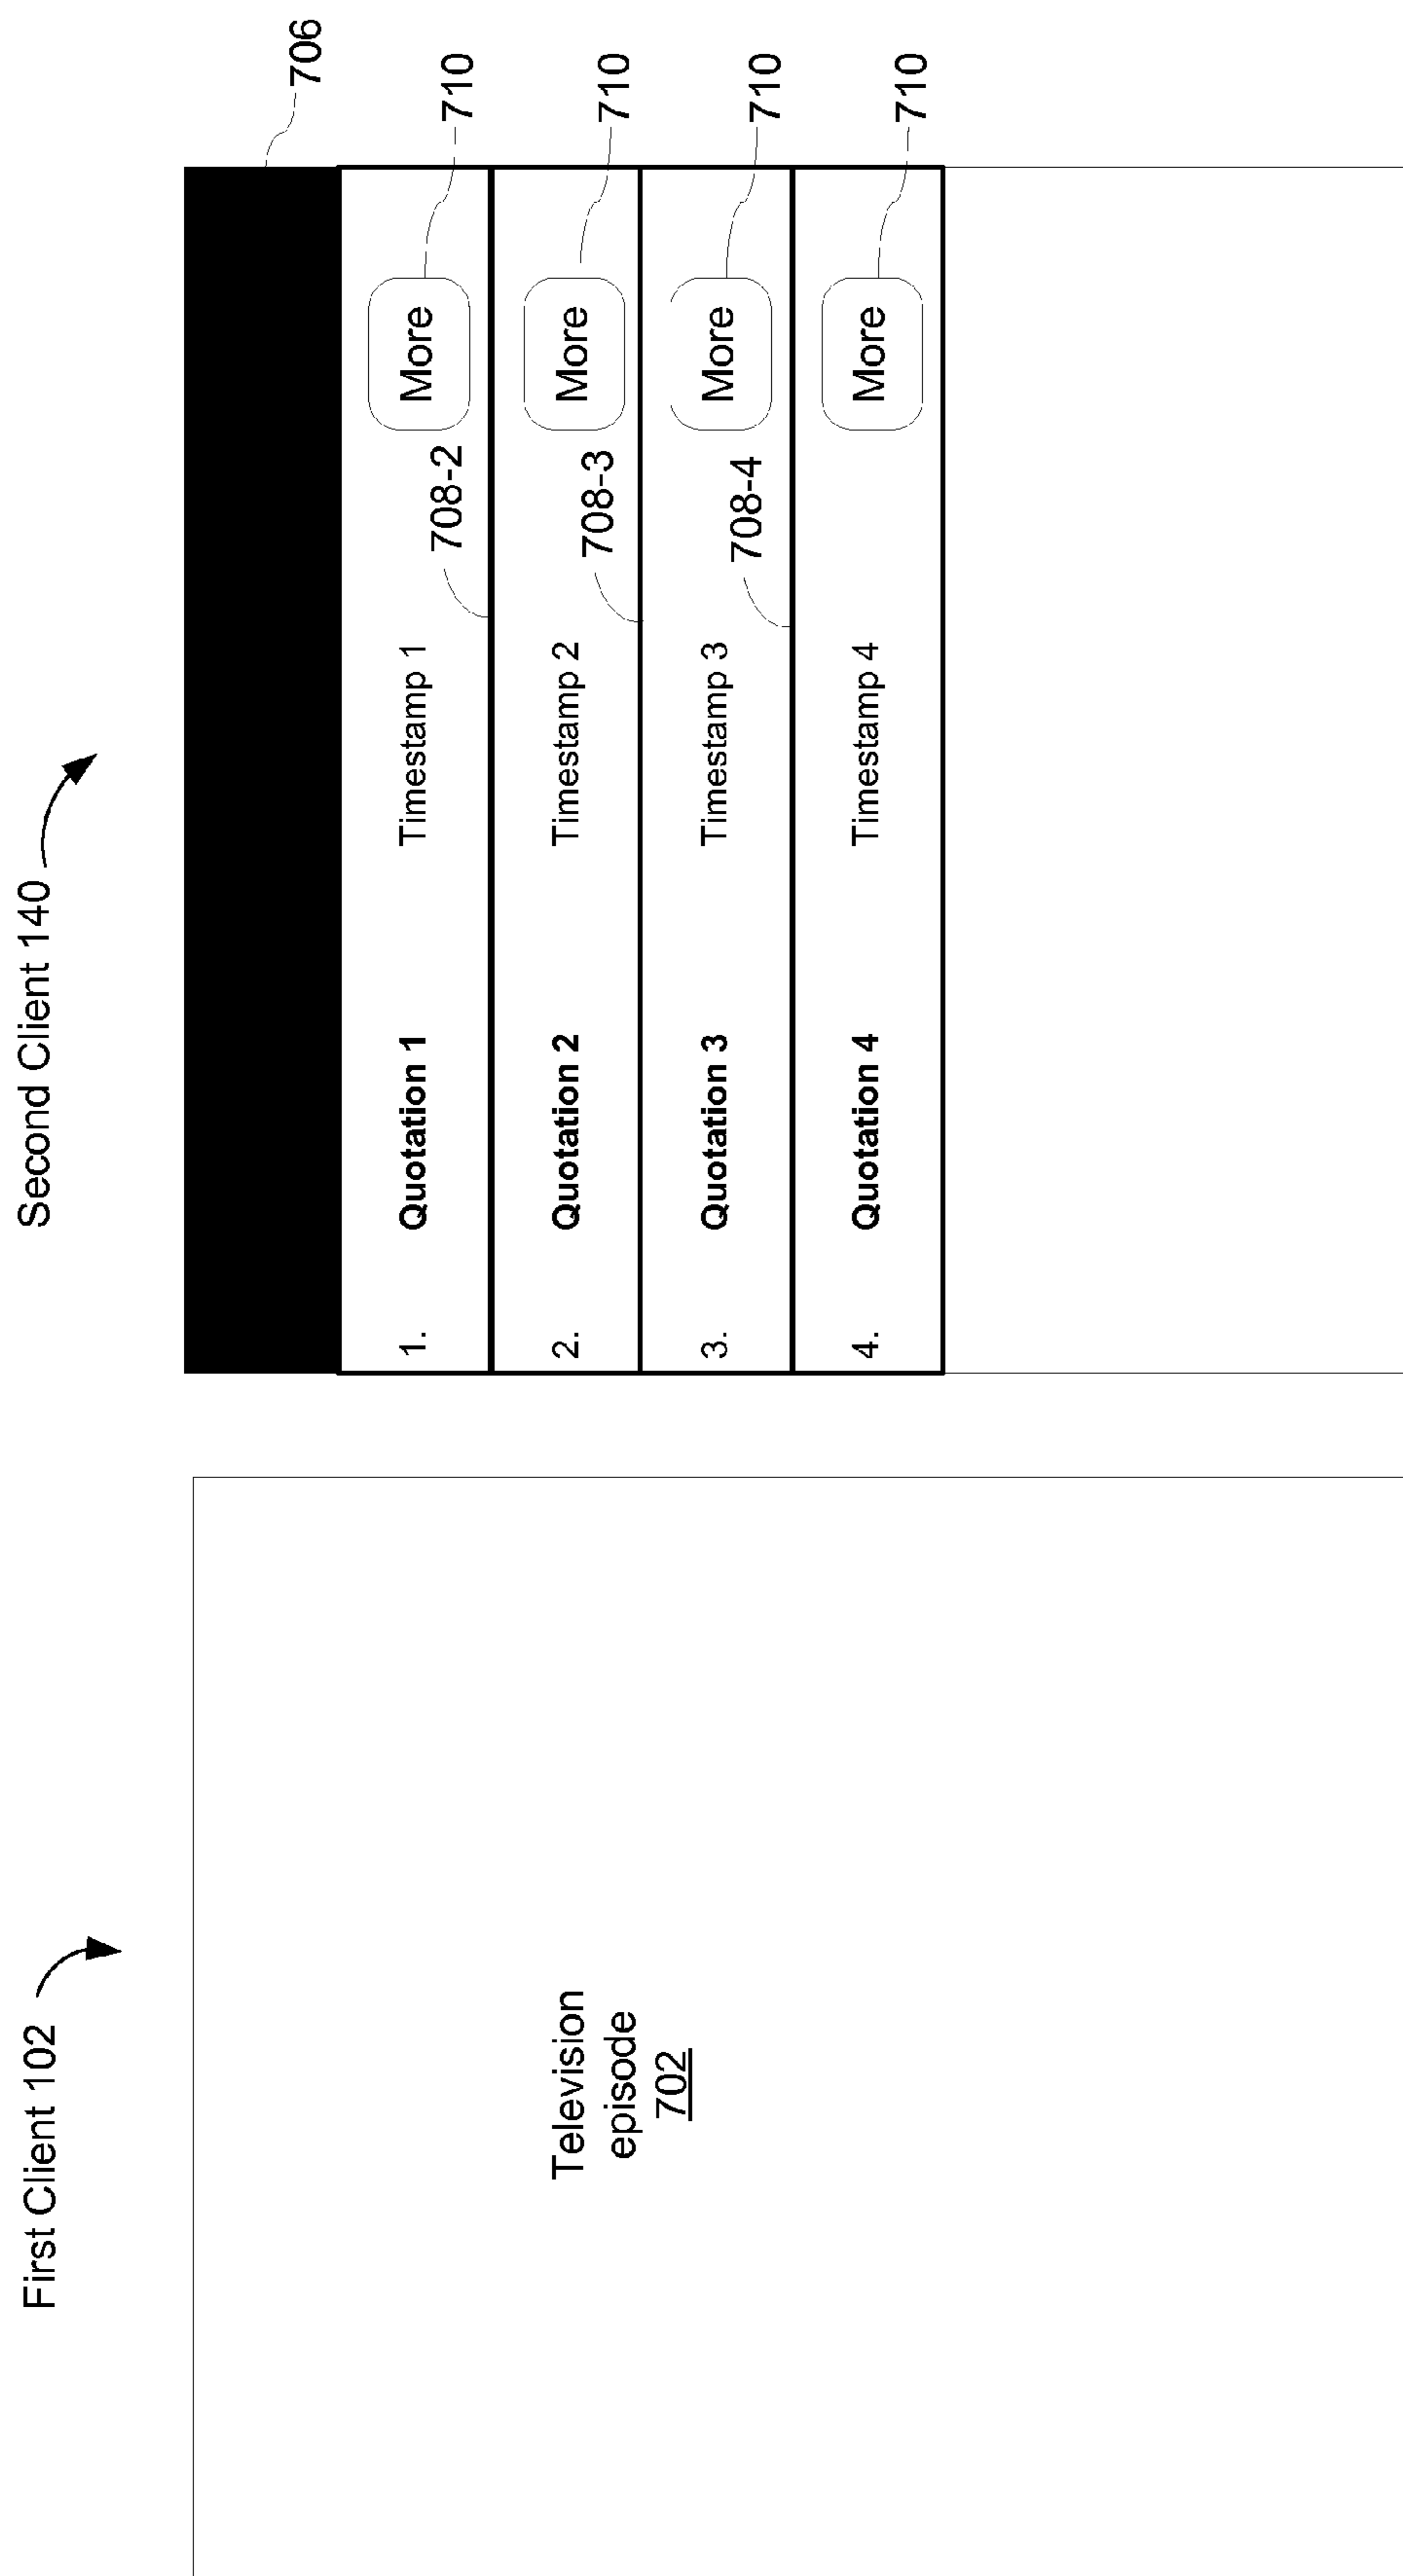 First Client 102
Television
episode
702
Second Client 140
706
1. Quotation 1 Timestamp 1 More 710
708-2
2. Quotation 2 Timestamp 2 More 710
708-3
3. Quotation 3 Timestamp 3 More 710
708-4
4. Quotation 4 Timestamp 4 More 710